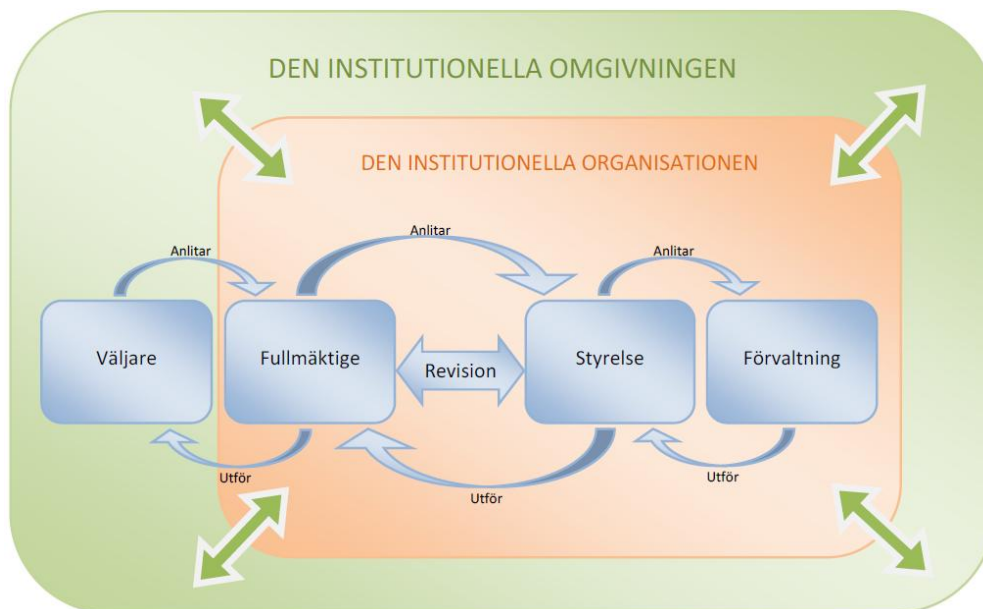 DEN INSTITUTIONELLA OMGIVNINGEN
DEN INSTITUTIONELLA ORGANISATIONEN
Anlitar
Anlitar
Anlitar
Väljare
Fullmäktige
Revision
Styrelse
Förvaltning
Utför
Utför
Utför